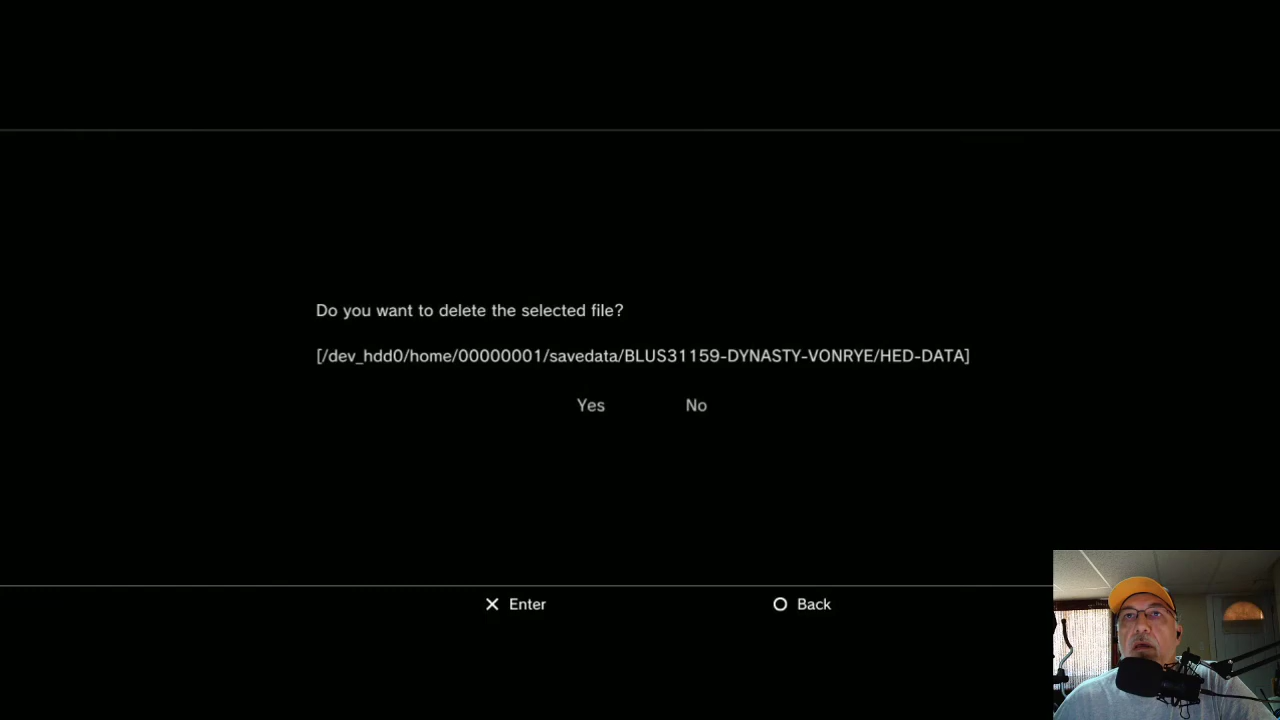 Do you want to delete the selected file?
[/dev_hdd0/home/00000001/savedata/BLUS31159-DYNASTY-VONRYE/HED-DATA]
Yes No
Enter Back